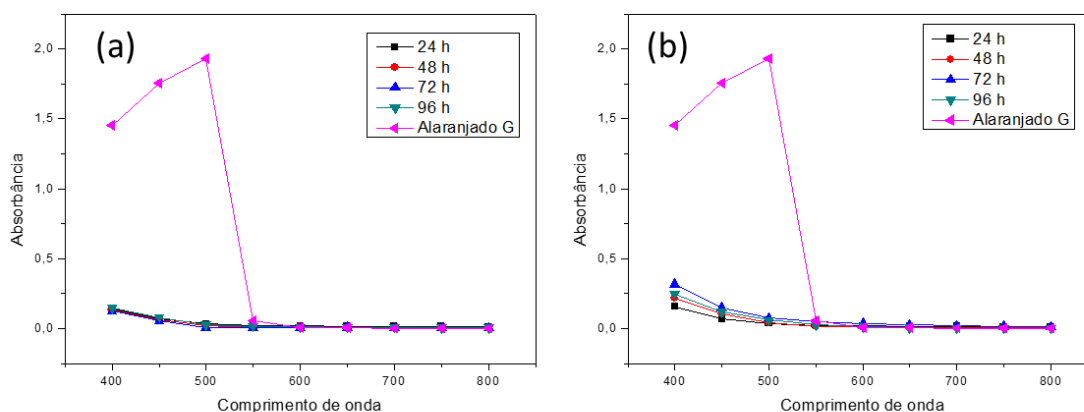 (a)
24 h
48 h
72 h
96 h
Alaranjado G
2,0
1,5
1,0
0,5
0,0
Absorbância
400 500 600 700 800
Comprimento de onda
(b)
24 h
48 h
72 h
96 h
Alaranjado G
2,0
1,5
1,0
0,5
0,0
Absorbância
400 500 600 700 800
Comprimento de onda